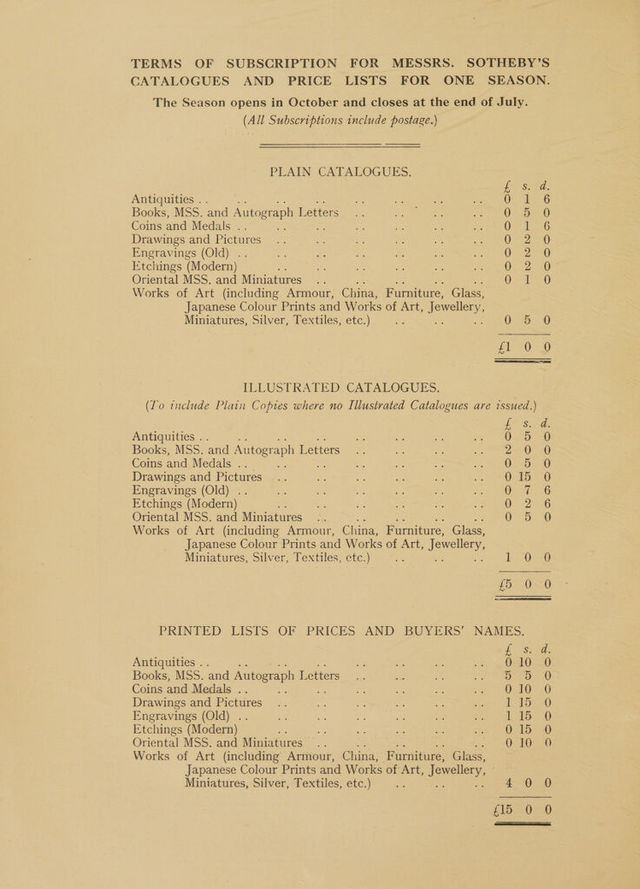 TERMS OF SUBSCRIPTION FOR MESSRS. SOTHEBY'S
CATALOGUES AND PRICE LISTS FOR ONE SEASON.
The Season opens in October and closes at the end of July.
(All Subscriptions include postage.)
PLAIN CATALOGUES.
£ s. d.
Antiquities .. .. .. .. .. .. .. .. 0 1 6
Books, MSS. and Autograph Letters .. .. .. .. 0 5 0
Coins and Medals .. .. .. .. .. .. .. 0 1 6
Drawings and Pictures .. .. .. .. .. .. 0 2 0
Engravings (Old) .. .. .. .. .. .. .. 0 2 0
Etchings (Modern) .. .. .. .. .. .. 0 2 0
Oriental MSS. and Miniatures .. .. .. .. .. 0 1 0
Works of Art (including Armour, China, Furniture, Glass,
Japanese Colour Prints and Works of Art, Jewellery,
Miniatures, Silver, Textiles, etc.) .. .. .. 0 5 0
£1 0 0
ILLUSTRATED CATALOGUES.
(To include Plain Copies where no Illustrated Catalogues are issued.)
£ s. d.
Antiquities .. .. .. .. .. .. .. .. 0 5 0
Books, MSS. and Autograph Letters .. .. .. .. 2 0 0
Coins and Medals .. .. .. .. .. .. .. 0 5 0
Drawings and Pictures .. .. .. .. .. .. 0 15 0
Engravings (Old) .. .. .. .. .. .. .. 0 7 6
Etchings (Modern) .. .. .. .. .. .. 0 2 6
Oriental MSS. and Miniatures .. .. .. .. .. 0 5 0
Works of Art (including Armour, China, Furniture, Glass,
Japanese Colour Prints and Works of Art, Jewellery,
Miniatures, Silver, Textiles, etc.) .. .. .. 1 0 0
£5 0 0
PRINTED LISTS OF PRICES AND BUYERS' NAMES.
£ s. d.
Antiquities .. .. .. .. .. .. .. .. 0 10 0
Books, MSS. and Autograph Letters .. .. .. .. 5 5 0
Coins and Medals .. .. .. .. .. .. .. 0 10 0
Drawings and Pictures .. .. .. .. .. .. 1 15 0
Engravings (Old) .. .. .. .. .. .. .. 1 15 0
Etchings (Modern) .. .. .. .. .. .. 0 15 0
Oriental MSS. and Miniatures .. .. .. .. .. 0 10 0
Works of Art (including Armour, China, Furniture, Glass,
Japanese Colour Prints and Works of Art, Jewellery,
Miniatures, Silver, Textiles, etc.) .. .. .. 4 0 0
£15 0 0